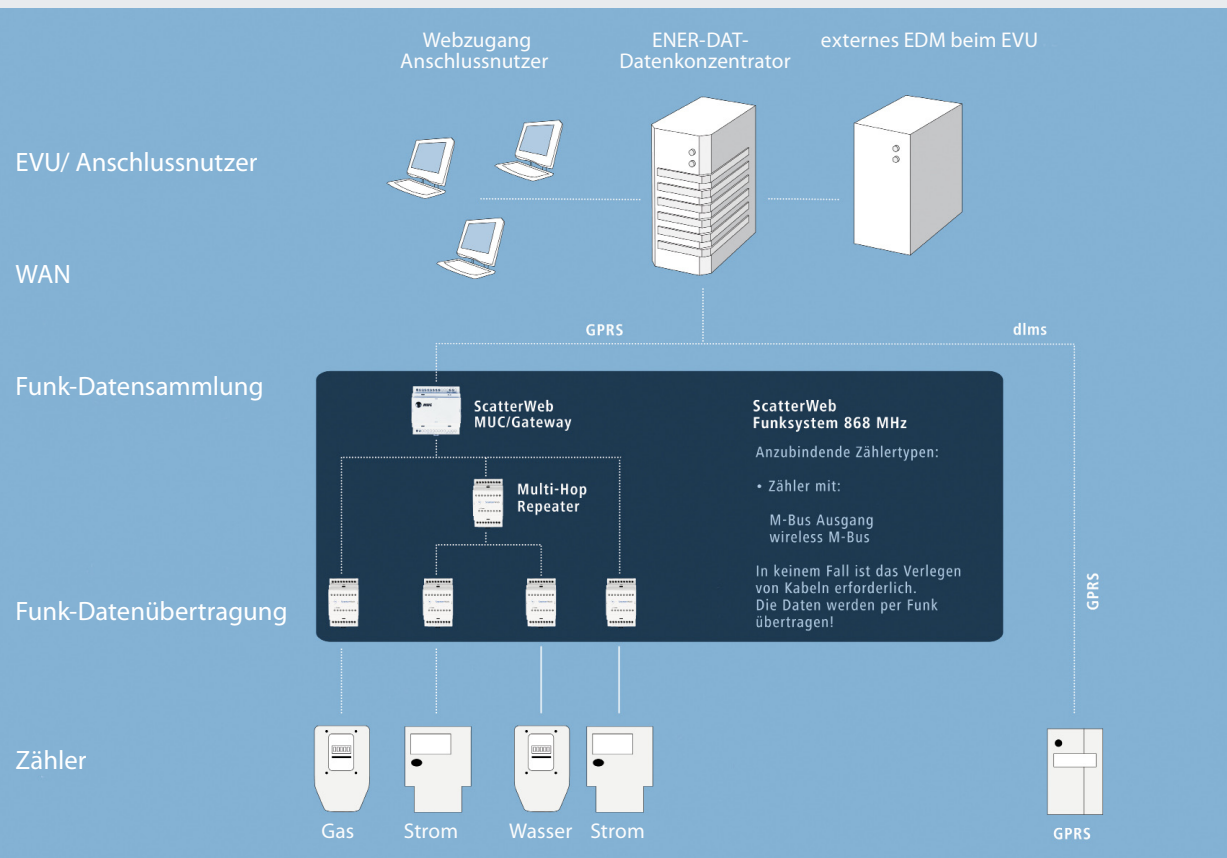 Webzugang
Anschlussnutzer
ENER-DAT-
Datenkonzentrator
externes EDM beim EVU
EVU/ Anschlussnutzer
WAN
GPRS
dlms
Funk-Datensammlung
ScatterWeb
MUC/Gateway
Multi-Hop
Repeater
ScatterWeb
Funksystem 868 MHz
Anzubindende Zählertypen:
• Zähler mit:
M-Bus Ausgang
wireless M-Bus
In keinem Fall ist das Verlegen
von Kabeln erforderlich.
Die Daten werden per Funk
übertragen!
GPRS
Funk-Datenübertragung
Zähler
Gas
Strom
Wasser
Strom
GPRS